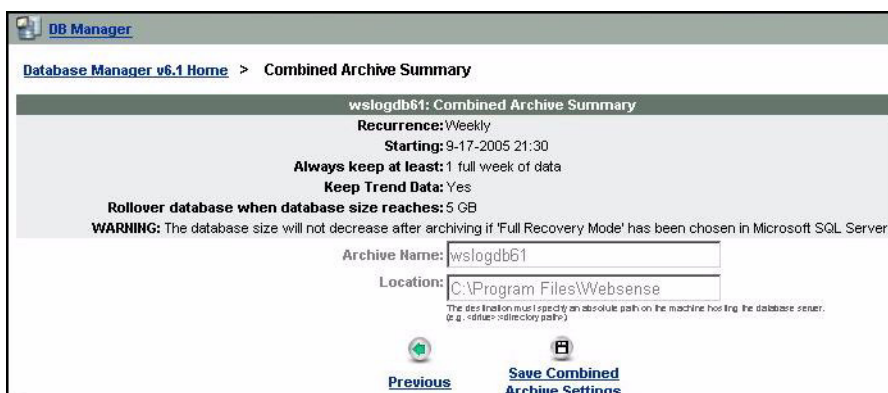 DB Manager
Database Manager v6.1 Home > Combined Archive Summary
wslogdb61: Combined Archive Summary
Recurrence: Weekly
Starting: 9-17-2005 21:30
Always keep at least: 1 full week of data
Keep Trend Data: Yes
Rollover database when database size reaches: 5 GB
WARNING: The database size will not decrease after archiving if 'Full Recovery Mode' has been chosen in Microsoft SQL Server
Archive Name: wslogdb61
Location: C:\Program Files\Websense
The destination must specify an absolute path on the machine hosting the database server.
(e.g. <drive>:<directory path>)
Previous
Save Combined
Archive Settings